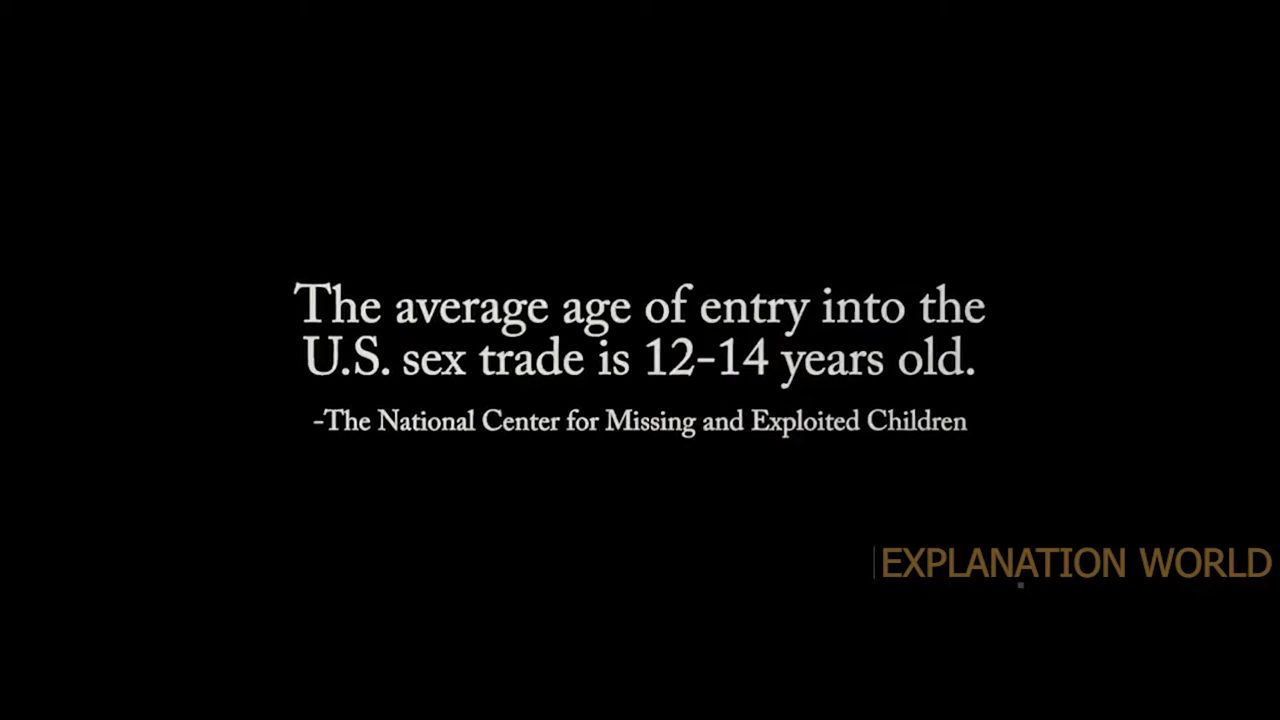 The average age of entry into the
U.S. sex trade is 12-14 years old.
-The National Center for Missing and Exploited Children
EXPLANATION WORLD